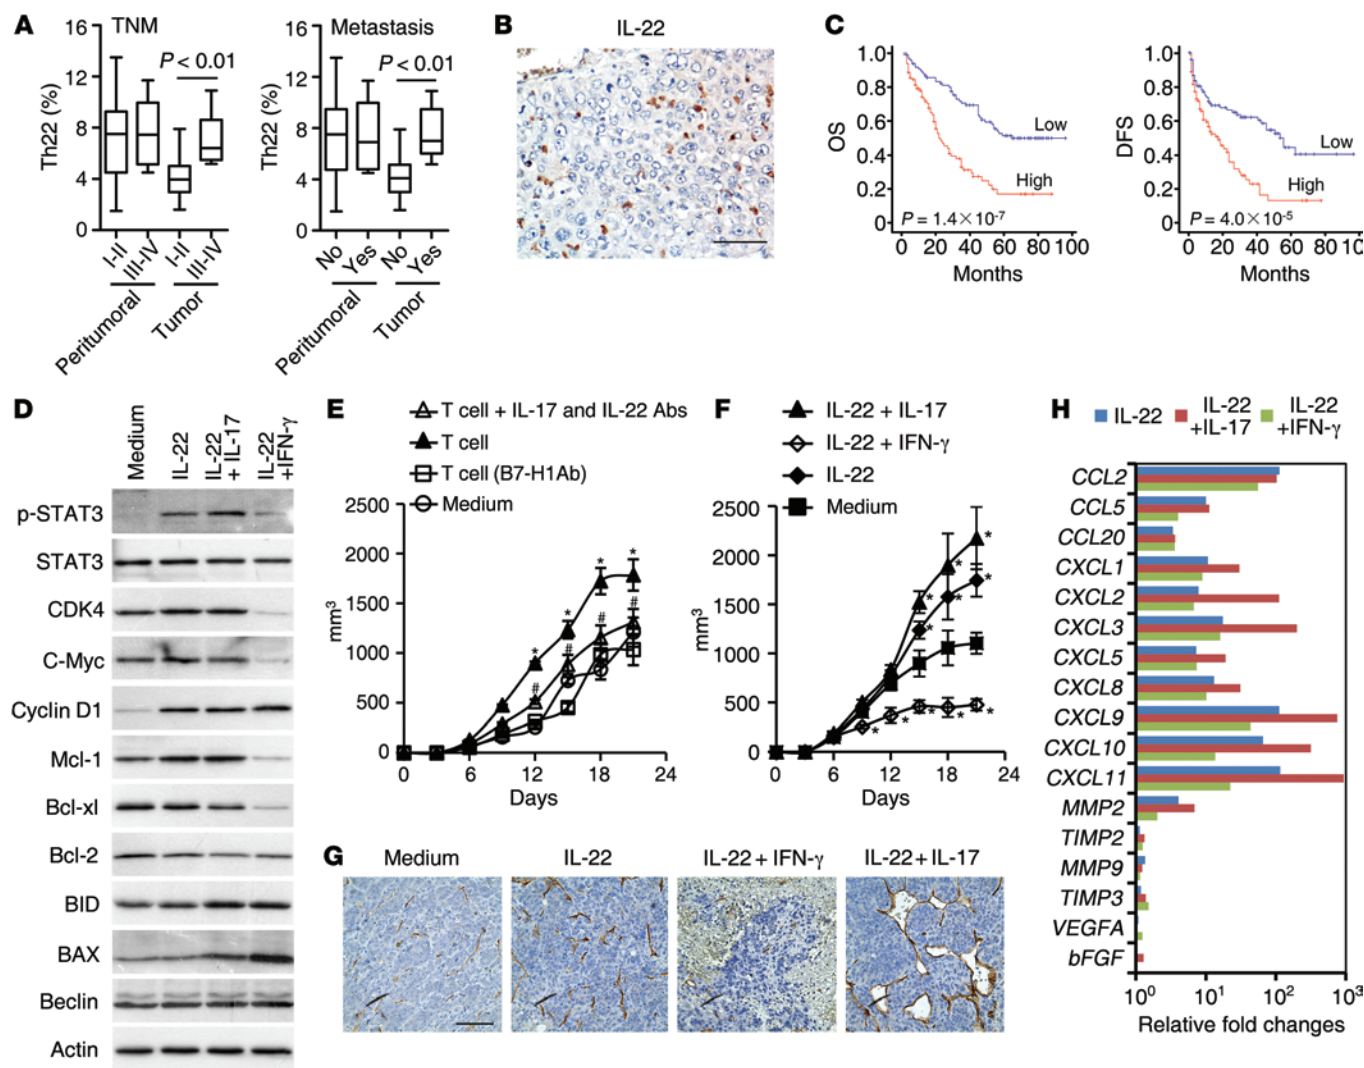 A
TNM
Th22 (%)
16
12
8
4
0
P < 0.01
I-II
III-IV
I-II
III-IV
Peritumoral
Tumor
Metastasis
Th22 (%)
16
12
8
4
0
P < 0.01
No
Yes
No
Yes
Peritumoral
Tumor
B
IL-22
C
OS
1.0
0.8
0.6
0.4
0.2
0
Low
High
P = 1.4×10-7
0 20 40 60 80 100
Months
DFS
1.0
0.8
0.6
0.4
0.2
0
Low
High
P = 4.0×10-5
0 20 40 60 80 100
Months
D
Medium
IL-22
IL-22
+ IL-17
IL-22
+IFN-γ
p-STAT3
STAT3
CDK4
C-Myc
Cyclin D1
Mcl-1
Bcl-xl
Bcl-2
BID
BAX
Beclin
Actin
E
T cell + IL-17 and IL-22 Abs
T cell
T cell (B7-H1Ab)
Medium
mm3
2500
2000
1500
1000
500
0
* * * *
# # # #
0 6 12 18 24
Days
F
IL-22 + IL-17
IL-22 + IFN-γ
IL-22
Medium
mm3
2500
2000
1500
1000
500
0
* * * *
* * *
* * * * *
0 6 12 18 24
Days
G
Medium
IL-22
IL-22 + IFN-γ
IL-22 + IL-17
H
IL-22
IL-22
+IL-17
IL-22
+IFN-γ
CCL2
CCL5
CCL20
CXCL1
CXCL2
CXCL3
CXCL5
CXCL8
CXCL9
CXCL10
CXCL11
MMP2
TIMP2
MMP9
TIMP3
VEGFA
bFGF
100 101 102 103
Relative fold changes